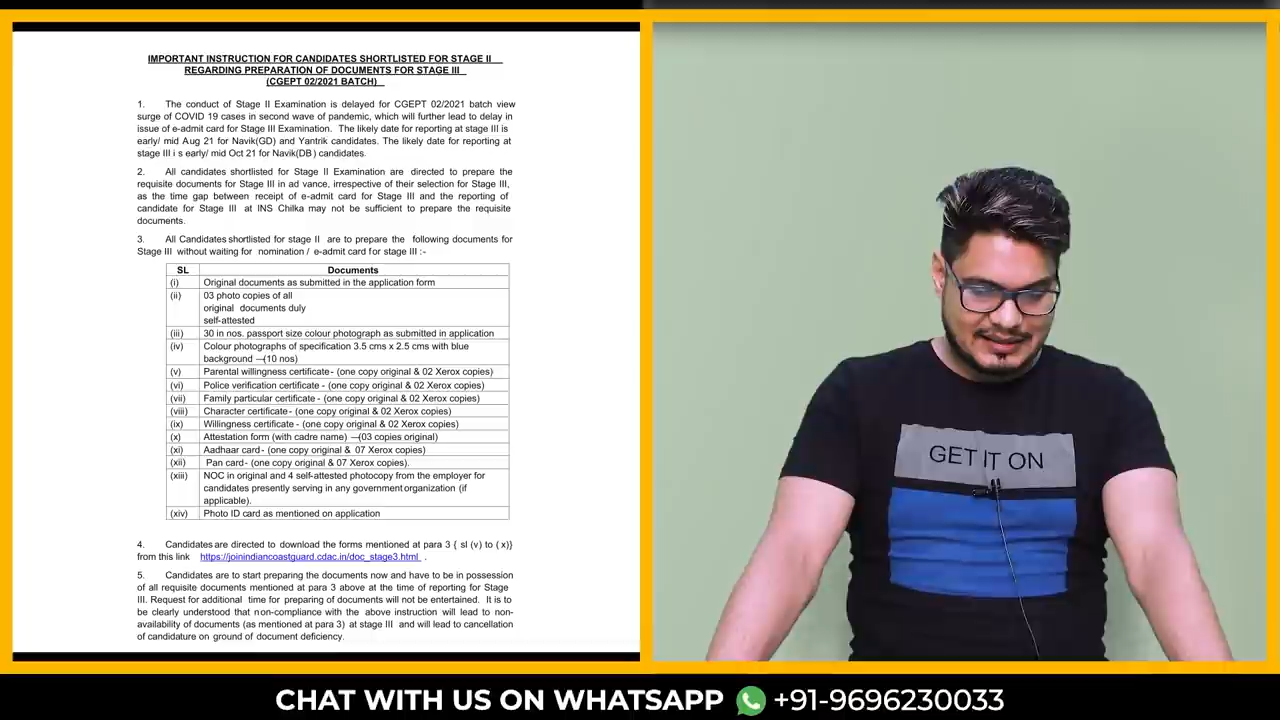 IMPORTANT INSTRUCTION FOR CANDIDATES SHORTLISTED FOR STAGE II
REGARDING PREPARATION OF DOCUMENTS FOR STAGE III
(CGEPT 02/2021 BATCH)
1. The conduct of Stage II Examination is delayed for CGEPT 02/2021 batch view
surge of COVID 19 cases in second wave of pandemic, which will further lead to delay in
issue of e-admit card for Stage III Examination. The likely date for reporting at stage III is
early/ mid Aug 21 for Navik(GD) and Yantrik candidates. The likely date for reporting at
stage III i s early/ mid Oct 21 for Navik(DB ) candidates.
2. All candidates shortlisted for Stage II Examination are directed to prepare the
requisite documents for Stage III in ad vance, irrespective of their selection for Stage III,
as the time gap between receipt of e-admit card for Stage III and the reporting of
candidate for Stage III at INS Chilka may not be sufficient to prepare the requisite
documents.
3. All Candidates shortlisted for stage II are to prepare the following documents for
Stage III without waiting for nomination / e-admit card for stage III :-
SL Documents
(i) Original documents as submitted in the application form
(ii) 03 photo copies of all
original documents duly
self-attested
(iii) 30 in nos. passport size colour photograph as submitted in application
(iv) Colour photographs of specification 3.5 cms x 2.5 cms with blue
background —(10 nos)
(v) Parental willingness certificate - (one copy original & 02 Xerox copies)
(vi) Police verification certificate - (one copy original & 02 Xerox copies)
(vii) Family particular certificate - (one copy original & 02 Xerox copies)
(viii) Character certificate - (one copy original & 02 Xerox copies)
(ix) Willingness certificate - (one copy original & 02 Xerox copies)
(x) Attestation form (with cadre name) —(03 copies original)
(xi) Aadhaar card - (one copy original & 07 Xerox copies)
(xii) Pan card - (one copy original & 07 Xerox copies).
(xiii) NOC in original and 4 self-attested photocopy from the employer for
candidates presently serving in any government organization (if
applicable).
(xiv) Photo ID card as mentioned on application
4. Candidates are directed to download the forms mentioned at para 3 { sl (v) to ( x)}
from this link https://joinindiancoastguard.cdac.in/doc_stage3.html .
5. Candidates are to start preparing the documents now and have to be in possession
of all requisite documents mentioned at para 3 above at the time of reporting for Stage
III. Request for additional time for preparing of documents will not be entertained. It is to
be clearly understood that non-compliance with the above instruction will lead to non-
availability of documents (as mentioned at para 3) at stage III and will lead to cancellation
of candidature on ground of document deficiency.
GET IT ON
CHAT WITH US ON WHATSAPP +91-9696230033